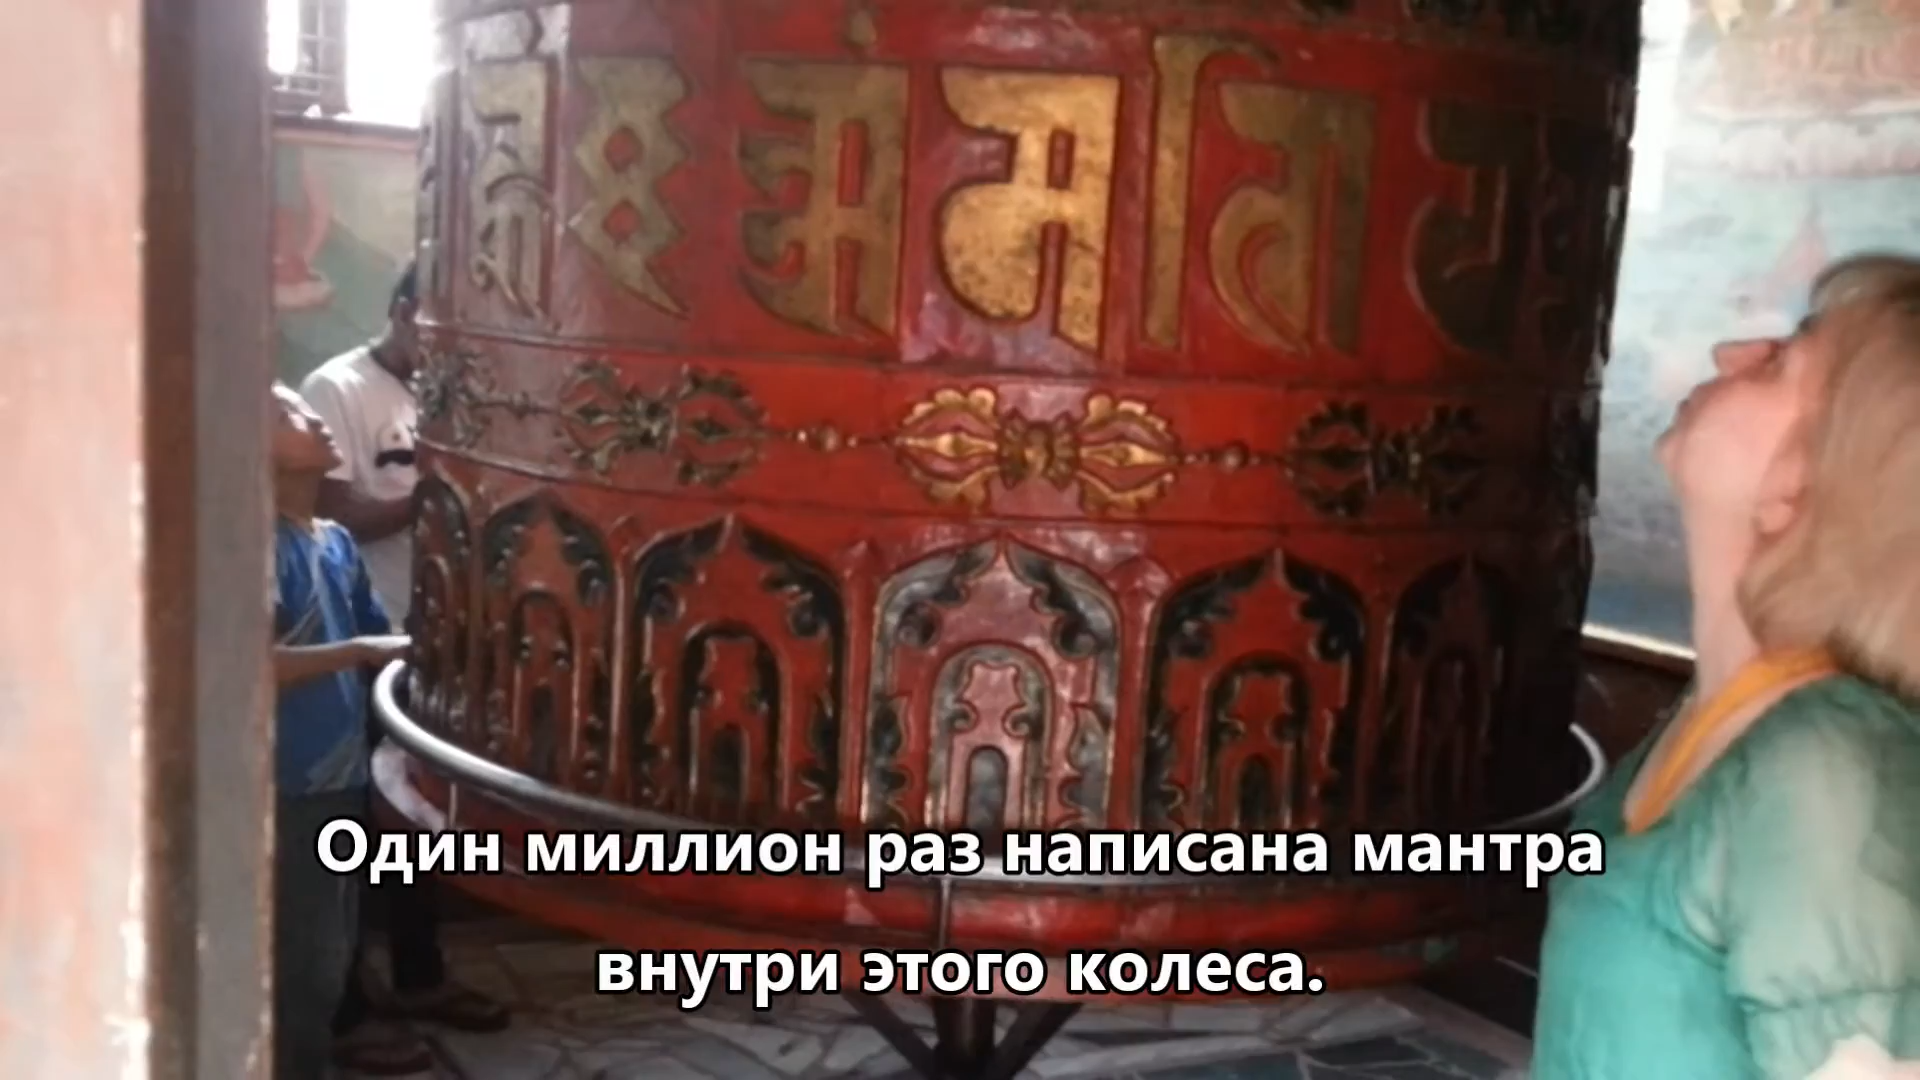 Один миллион раз написана мантра
внутри этого колеса.